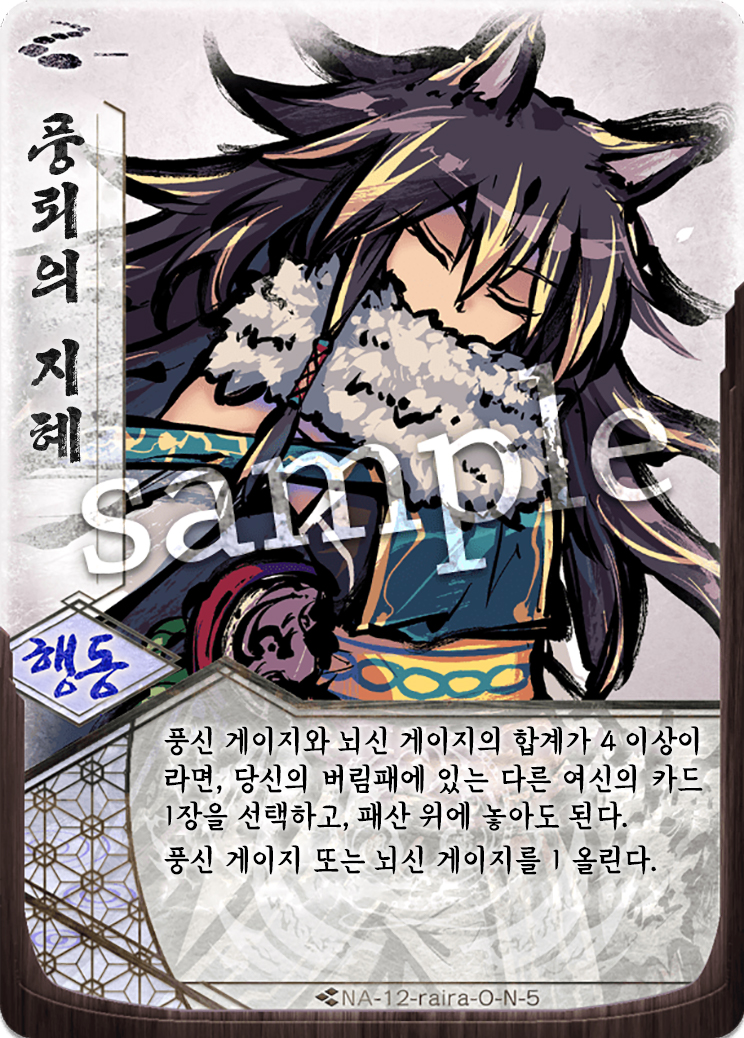 풍뢰의 지혜
sample
행동
풍신 게이지와 뇌신 게이지의 합계가 4 이상이
라면, 당신의 버림패에 있는 다른 여신의 카드
1장을 선택하고, 패산 위에 놓아도 된다.
풍신 게이지 또는 뇌신 게이지를 1 올린다.
NA-12-raira-O-N-5